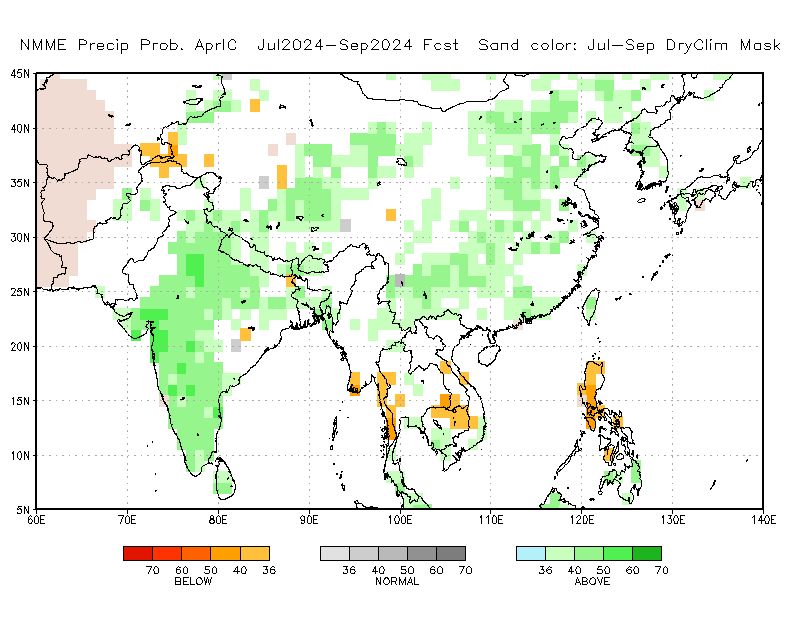 NMME Precip Prob. AprIC  Jul2024-Sep2024 Fcst  Sand color: Jul-Sep DryClim Mask
45N
40N
35N
30N
25N
20N
15N
10N
5N
60E 70E 80E 90E 100E 110E 120E 130E 140E
70 60 50 40 36 36 40 50 60 70 36 40 50 60 70
BELOW NORMAL ABOVE